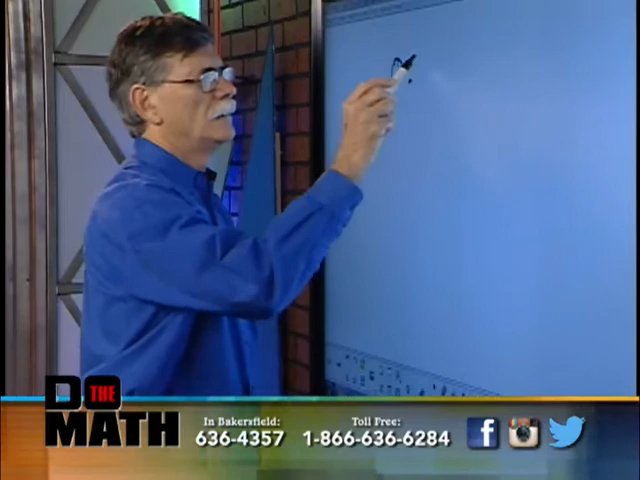 DO THE MATH
In Bakersfield:
636-4357
Toll Free:
1-866-636-6284